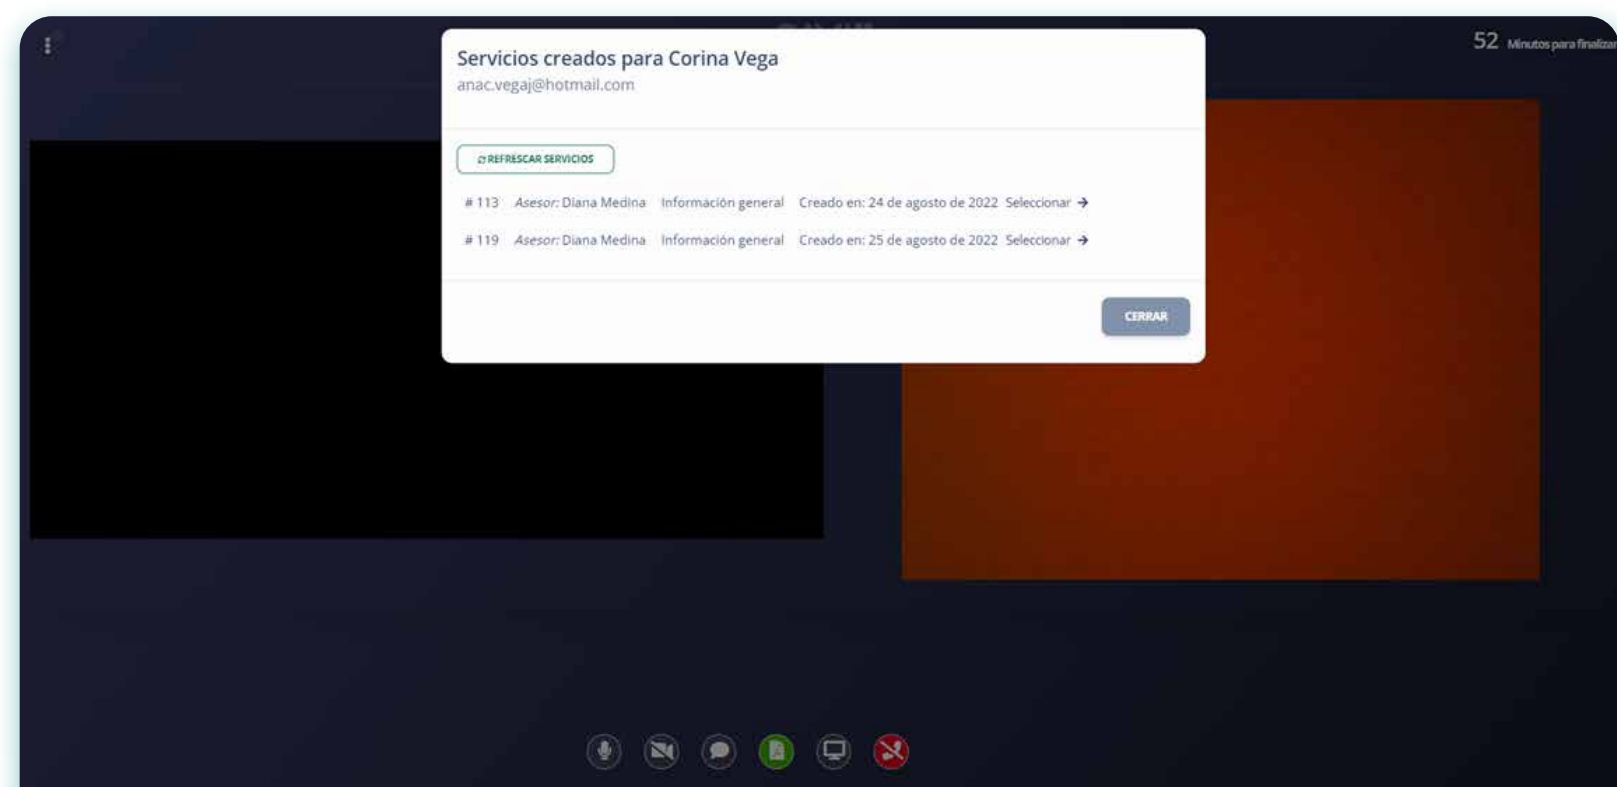 52 Minutos para finalizar
Servicios creados para Corina Vega
anac.vegaj@hotmail.com
REFRESCAR SERVICIOS
# 113 Asesor: Diana Medina Información general Creado en: 24 de agosto de 2022 Seleccionar →
# 119 Asesor: Diana Medina Información general Creado en: 25 de agosto de 2022 Seleccionar →
CERRAR